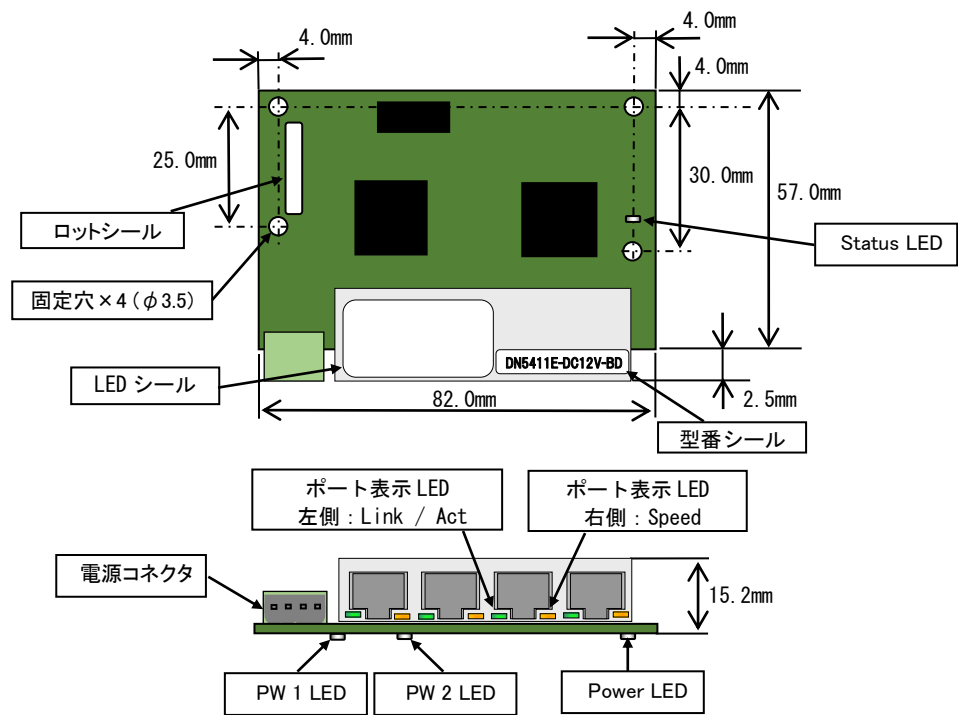 4.0mm
4.0mm
4.0mm
25.0mm
30.0mm
57.0mm
ロットシール
Status LED
固定穴×4(φ3.5)
DN5411E-DC12V-BD
LED シール
82.0mm
2.5mm
型番シール
ポート表示 LED
左側：Link / Act
ポート表示 LED
右側：Speed
電源コネクタ
15.2mm
PW 1 LED
PW 2 LED
Power LED